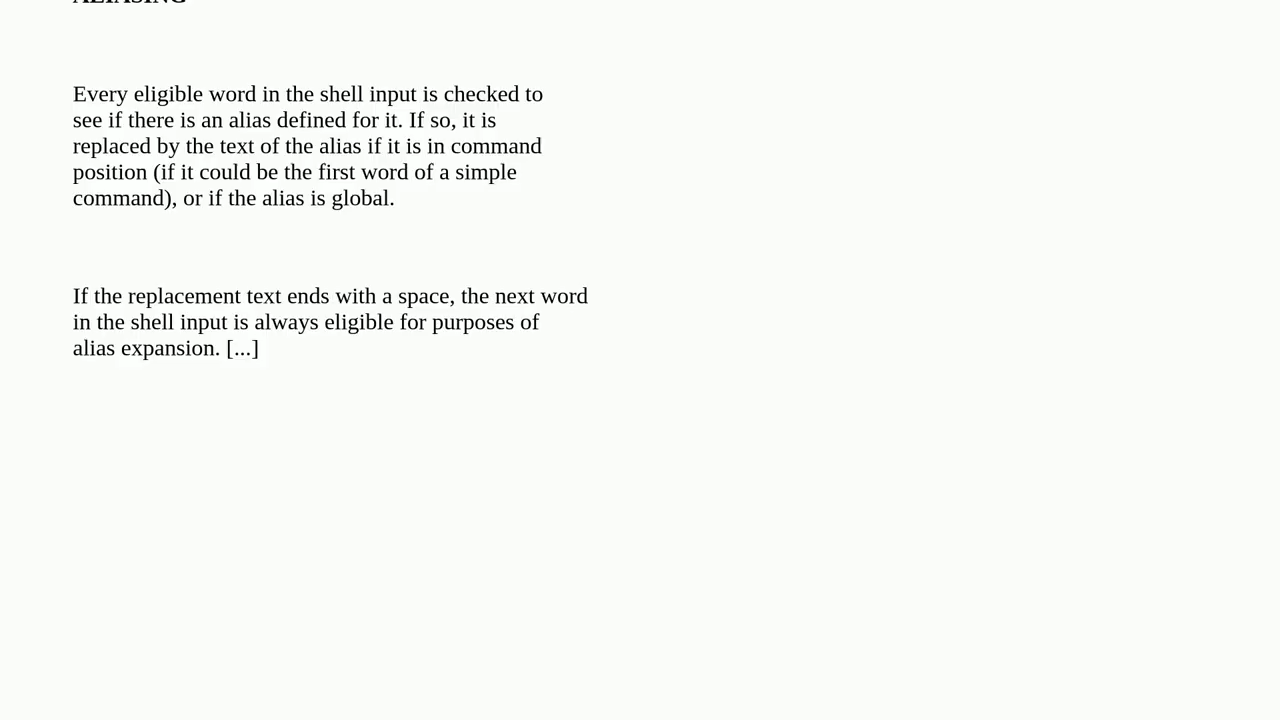 ALIASING
Every eligible word in the shell input is checked to
see if there is an alias defined for it. If so, it is
replaced by the text of the alias if it is in command
position (if it could be the first word of a simple
command), or if the alias is global.
If the replacement text ends with a space, the next word
in the shell input is always eligible for purposes of
alias expansion. [...]